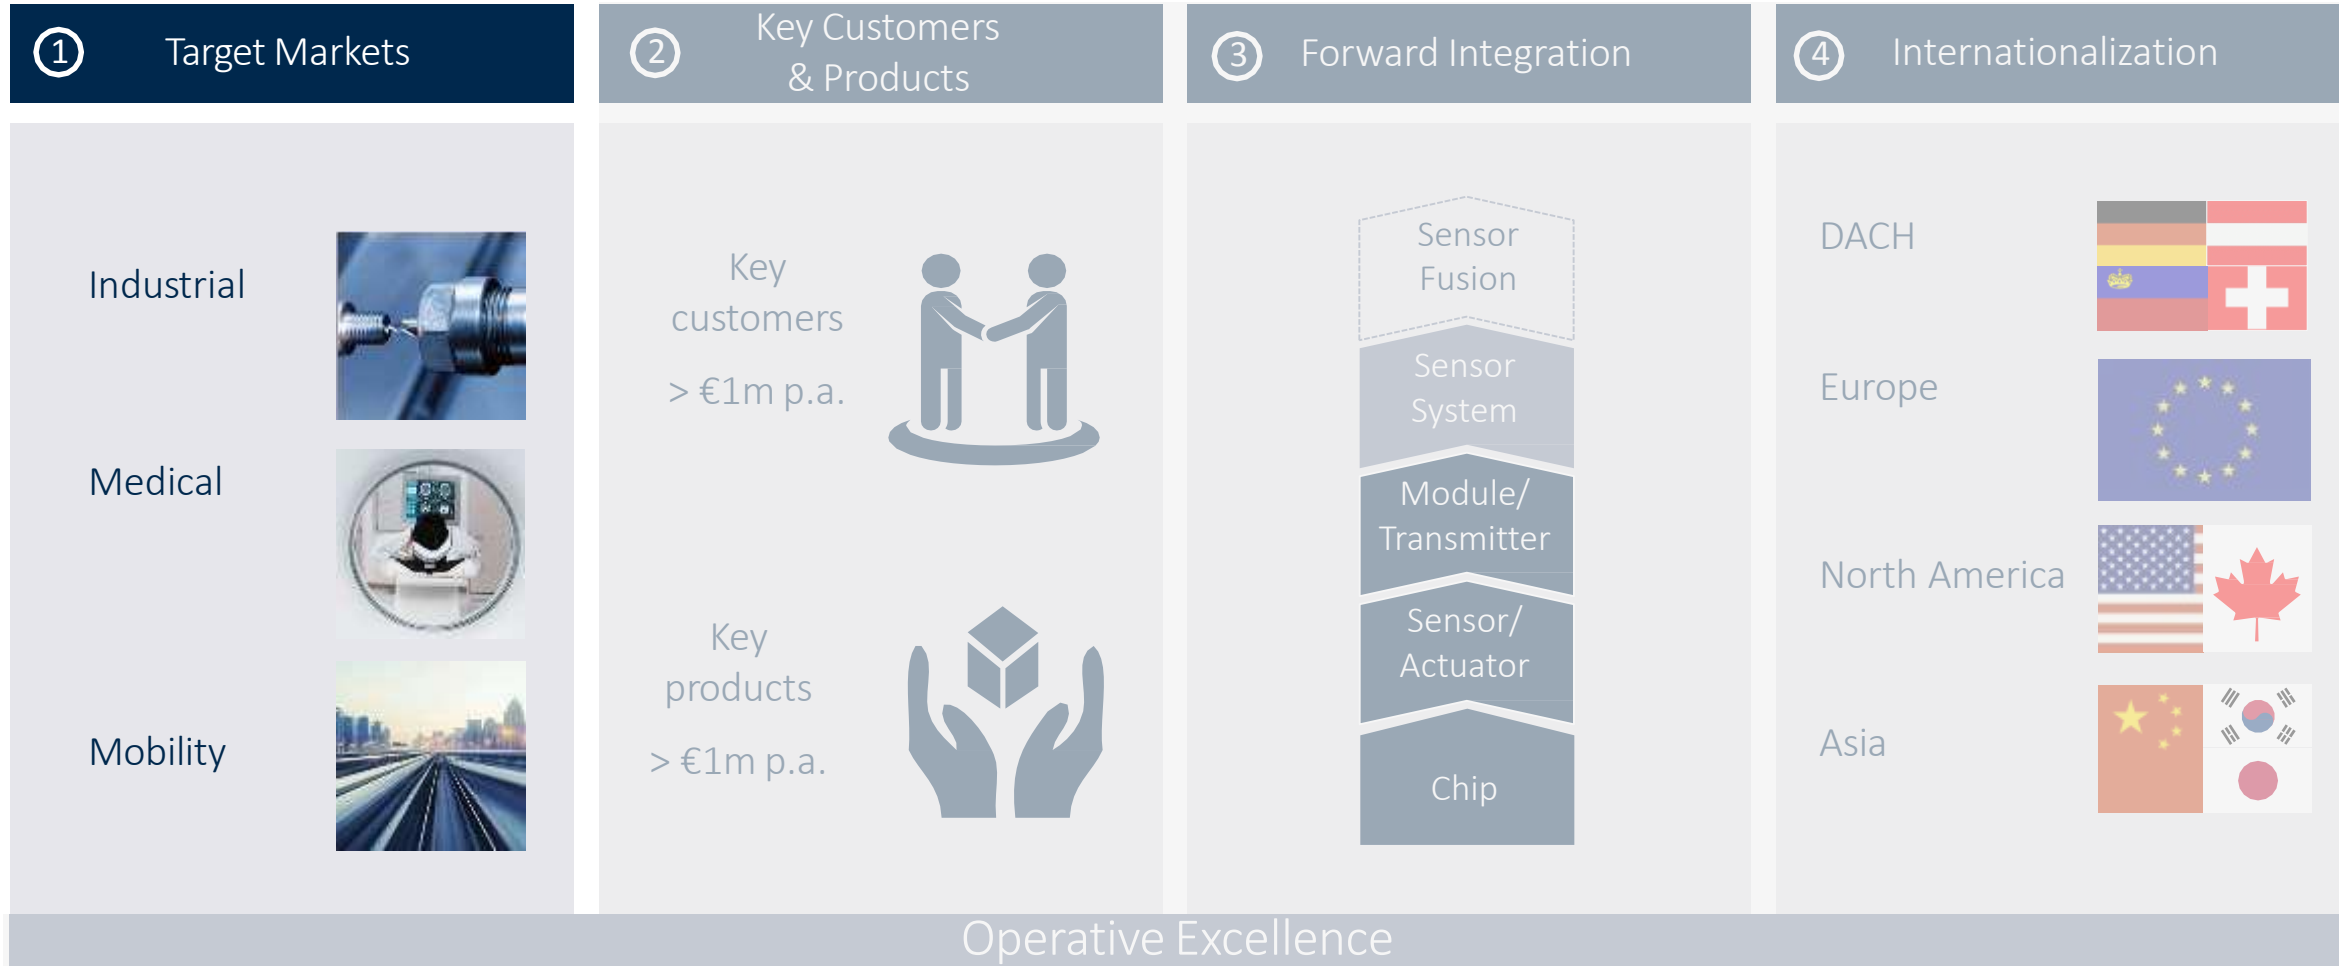 1
Target Markets
Industrial
Medical
Mobility
2
Key Customers
& Products
Key
customers
> €1m p.a.
Key
products
> €1m p.a.
3
Forward Integration
Sensor
Fusion
Sensor
System
Module/
Transmitter
Sensor/
Actuator
Chip
4
Internationalization
DACH
Europe
North America
Asia
Operative Excellence